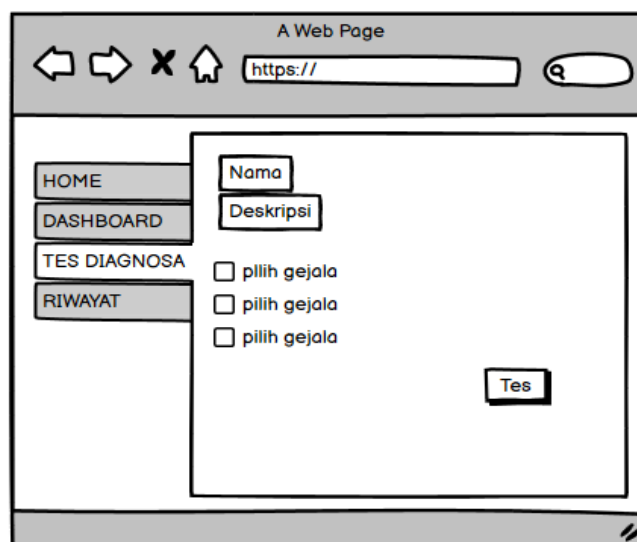 A Web Page
https://
HOME
DASHBOARD
TES DIAGNOSA
RIWAYAT
Nama
Deskripsi
pllih gejala
pilih gejala
pilih gejala
Tes